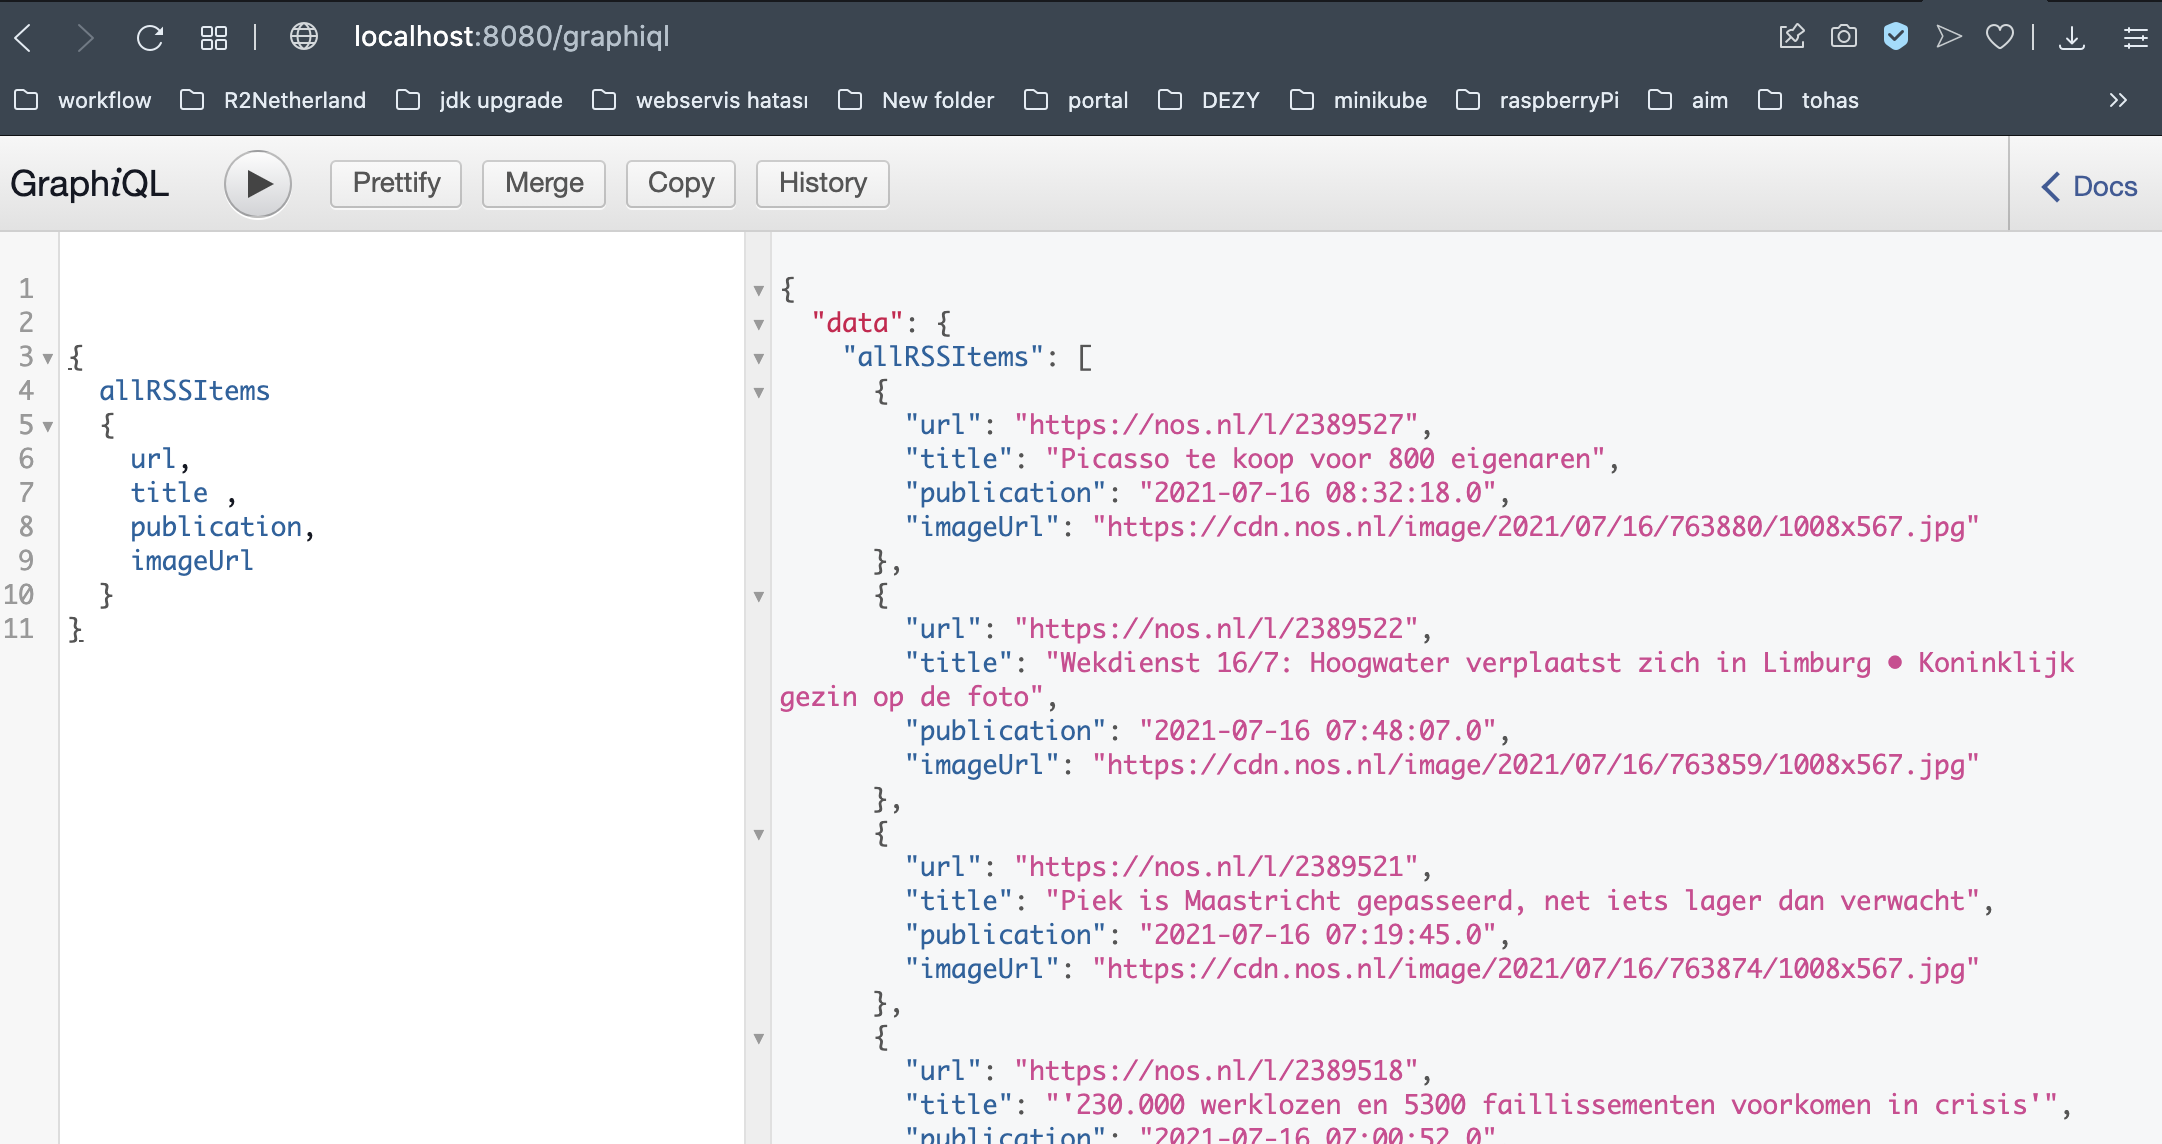 localhost:8080/graphiql
workflow R2Netherland jdk upgrade webservis hatası New folder portal DEZY minikube raspberryPi aim tohas
GraphiQL Prettify Merge Copy History Docs
1
2
3 {
4 allRSSItems
5 {
6 url,
7 title ,
8 publication,
9 imageUrl
10 }
11 }
{
"data": {
"allRSSItems": [
{
"url": "https://nos.nl/l/2389527",
"title": "Picasso te koop voor 800 eigenaren",
"publication": "2021-07-16 08:32:18.0",
"imageUrl": "https://cdn.nos.nl/image/2021/07/16/763880/1008x567.jpg"
},
{
"url": "https://nos.nl/l/2389522",
"title": "Wekdienst 16/7: Hoogwater verplaatst zich in Limburg • Koninklijk
gezin op de foto",
"publication": "2021-07-16 07:48:07.0",
"imageUrl": "https://cdn.nos.nl/image/2021/07/16/763859/1008x567.jpg"
},
{
"url": "https://nos.nl/l/2389521",
"title": "Piek is Maastricht gepasseerd, net iets lager dan verwacht",
"publication": "2021-07-16 07:19:45.0",
"imageUrl": "https://cdn.nos.nl/image/2021/07/16/763874/1008x567.jpg"
},
{
"url": "https://nos.nl/l/2389518",
"title": "'230.000 werklozen en 5300 faillissementen voorkomen in crisis'",
"publication": "2021-07-16 07:00:52.0"